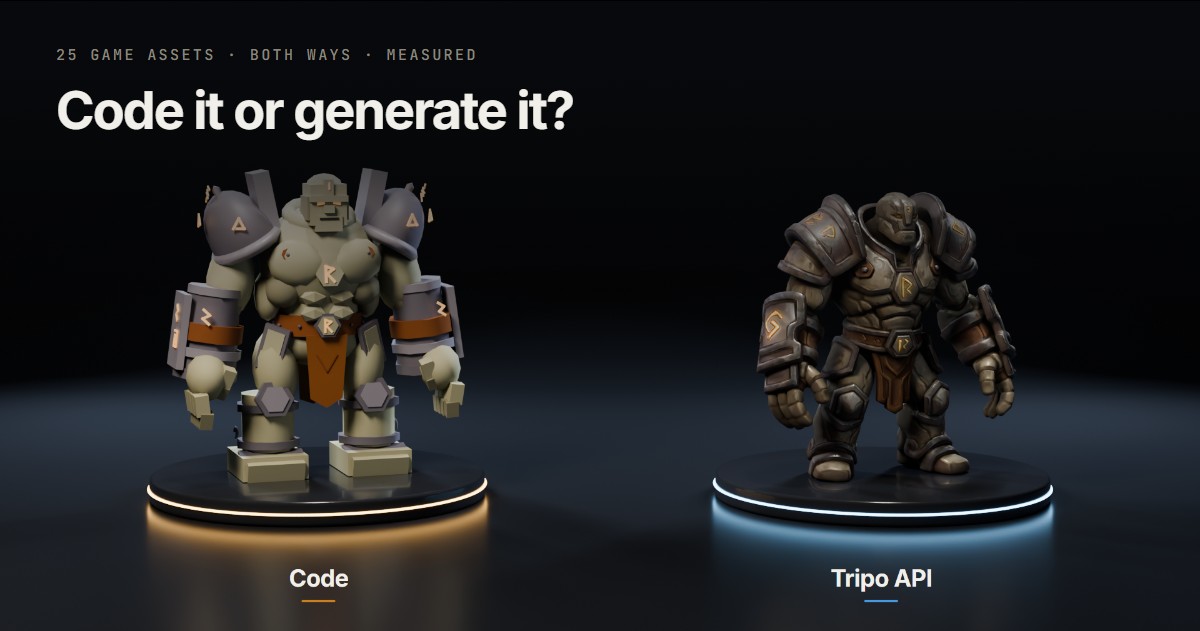 25 GAME ASSETS · BOTH WAYS · MEASURED
Code it or generate it?
Code
Tripo API